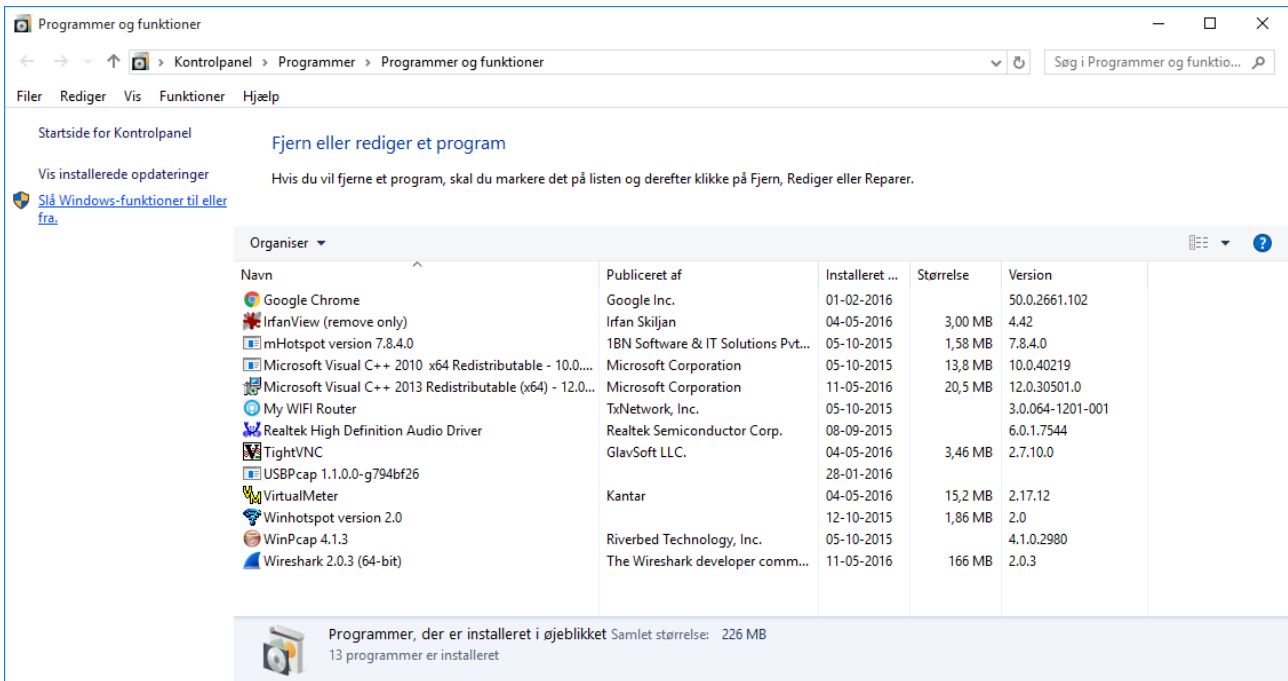 Programmer og funktioner
Kontrolpanel > Programmer > Programmer og funktioner
Søg i Programmer og funktio...
Filer Rediger Vis Funktioner Hjælp
Startside for Kontrolpanel
Vis installerede opdateringer
Slå Windows-funktioner til eller
fra.
Fjern eller rediger et program
Hvis du vil fjerne et program, skal du markere det på listen og derefter klikke på Fjern, Rediger eller Reparer.
Organiser
Navn Publiceret af Installeret ... Størrelse Version
Google Chrome Google Inc. 01-02-2016 50.0.2661.102
IrfanView (remove only) Irfan Skiljan 04-05-2016 3,00 MB 4.42
mHotspot version 7.8.4.0 1BN Software & IT Solutions Pvt... 05-10-2015 1,58 MB 7.8.4.0
Microsoft Visual C++ 2010 x64 Redistributable - 10.0.... Microsoft Corporation 05-10-2015 13,8 MB 10.0.40219
Microsoft Visual C++ 2013 Redistributable (x64) - 12.0... Microsoft Corporation 11-05-2016 20,5 MB 12.0.30501.0
My WIFI Router TxNetwork, Inc. 05-10-2015 3.0.064-1201-001
Realtek High Definition Audio Driver Realtek Semiconductor Corp. 08-09-2015 6.0.1.7544
TightVNC GlavSoft LLC. 04-05-2016 3,46 MB 2.7.10.0
USBPcap 1.1.0.0-g794bf26 28-01-2016
VirtualMeter Kantar 04-05-2016 15,2 MB 2.17.12
Winhotspot version 2.0 12-10-2015 1,86 MB 2.0
WinPcap 4.1.3 Riverbed Technology, Inc. 05-10-2015 4.1.0.2980
Wireshark 2.0.3 (64-bit) The Wireshark developer comm... 11-05-2016 166 MB 2.0.3
Programmer, der er installeret i øjeblikket Samlet størrelse: 226 MB
13 programmer er installeret